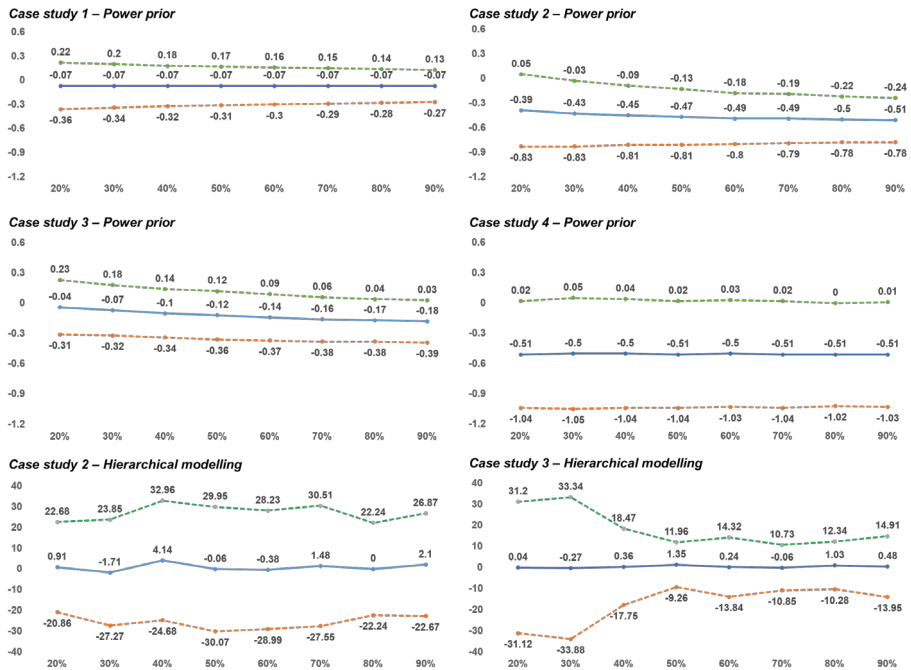 Case study 1 – Power prior
0.6
0.3
0
-0.3
-0.6
-0.9
-1.2
0.22 0.2 0.18 0.17 0.16 0.15 0.14 0.13
-0.07 -0.07 -0.07 -0.07 -0.07 -0.07 -0.07 -0.07
-0.36 -0.34 -0.32 -0.31 -0.3 -0.29 -0.28 -0.27
20% 30% 40% 50% 60% 70% 80% 90%
Case study 2 – Power prior
0.6
0.3
0
-0.3
-0.6
-0.9
-1.2
0.05 -0.03 -0.09 -0.13 -0.18 -0.19 -0.22 -0.24
-0.39 -0.43 -0.45 -0.47 -0.49 -0.49 -0.5 -0.51
-0.83 -0.83 -0.81 -0.81 -0.8 -0.79 -0.78 -0.78
20% 30% 40% 50% 60% 70% 80% 90%
Case study 3 – Power prior
0.6
0.3
0
-0.3
-0.6
-0.9
-1.2
0.23 0.18 0.14 0.12 0.09 0.06 0.04 0.03
-0.04 -0.07 -0.1 -0.12 -0.14 -0.16 -0.17 -0.18
-0.31 -0.32 -0.34 -0.36 -0.37 -0.38 -0.38 -0.39
20% 30% 40% 50% 60% 70% 80% 90%
Case study 4 – Power prior
0.6
0.3
0
-0.3
-0.6
-0.9
-1.2
0.02 0.05 0.04 0.02 0.03 0.02 0 0.01
-0.51 -0.5 -0.5 -0.51 -0.5 -0.51 -0.51 -0.51
-1.04 -1.05 -1.04 -1.04 -1.03 -1.04 -1.02 -1.03
20% 30% 40% 50% 60% 70% 80% 90%
Case study 2 – Hierarchical modelling
40
30
20
10
0
-10
-20
-30
-40
22.68 23.85 32.96 29.95 28.23 30.51 22.24 26.87
0.91 -1.71 4.14 -0.06 -0.38 1.48 0 2.1
-20.86 -27.27 -24.68 -30.07 -28.99 -27.55 -22.24 -22.67
20% 30% 40% 50% 60% 70% 80% 90%
Case study 3 – Hierarchical modelling
40
30
20
10
0
-10
-20
-30
-40
31.2 33.34 18.47 11.96 14.32 10.73 12.34 14.91
0.04 -0.27 0.36 1.35 0.24 -0.06 1.03 0.48
-31.12 -33.88 -17.75 -9.26 -13.84 -10.85 -10.28 -13.95
20% 30% 40% 50% 60% 70% 80% 90%